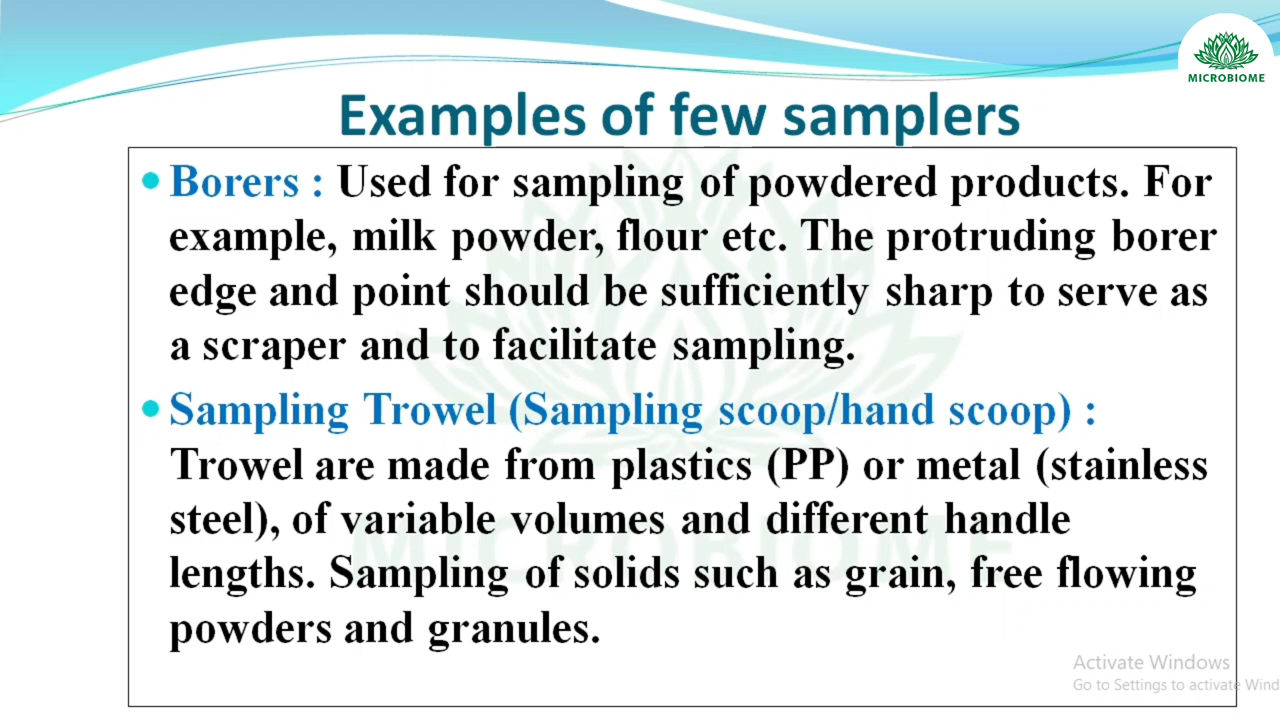 MICROBIOME
Examples of few samplers
Borers : Used for sampling of powdered products. For
example, milk powder, flour etc. The protruding borer
edge and point should be sufficiently sharp to serve as
a scraper and to facilitate sampling.
Sampling Trowel (Sampling scoop/hand scoop) :
Trowel are made from plastics (PP) or metal (stainless
steel), of variable volumes and different handle
lengths. Sampling of solids such as grain, free flowing
powders and granules.
MICROBIOME
Activate Windows
Go to Settings to activate Wind